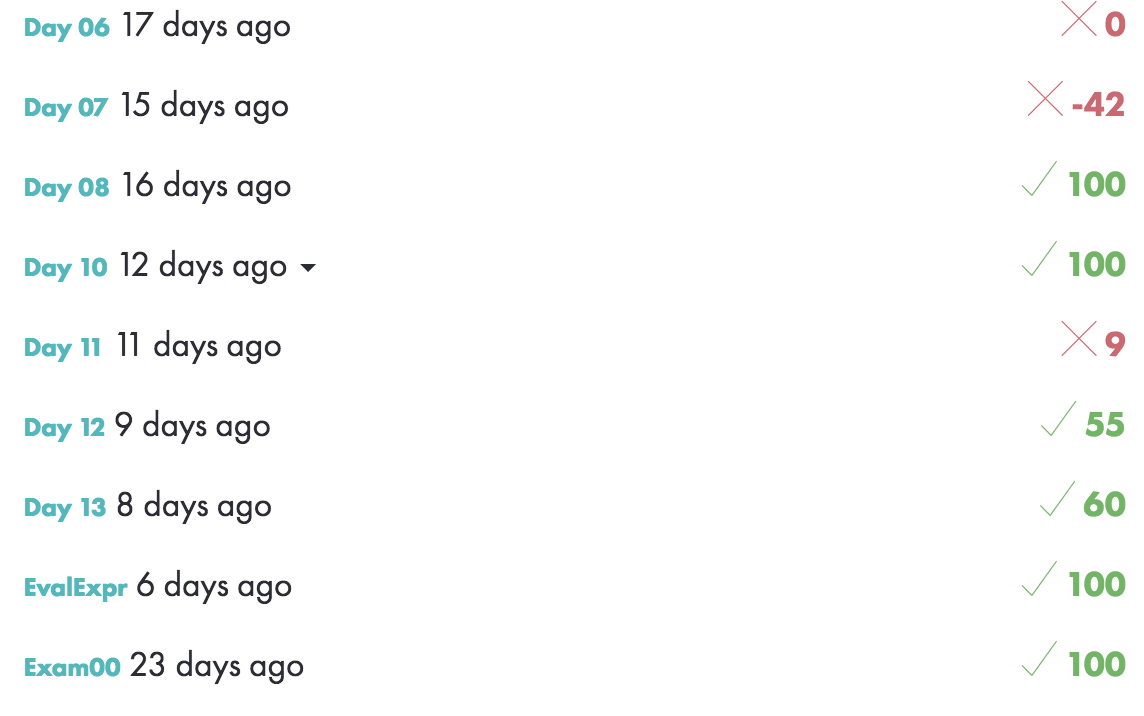 Day 06 17 days ago 0
Day 07 15 days ago -42
Day 08 16 days ago 100
Day 10 12 days ago 100
Day 11 11 days ago 9
Day 12 9 days ago 55
Day 13 8 days ago 60
EvalExpr 6 days ago 100
Exam00 23 days ago 100